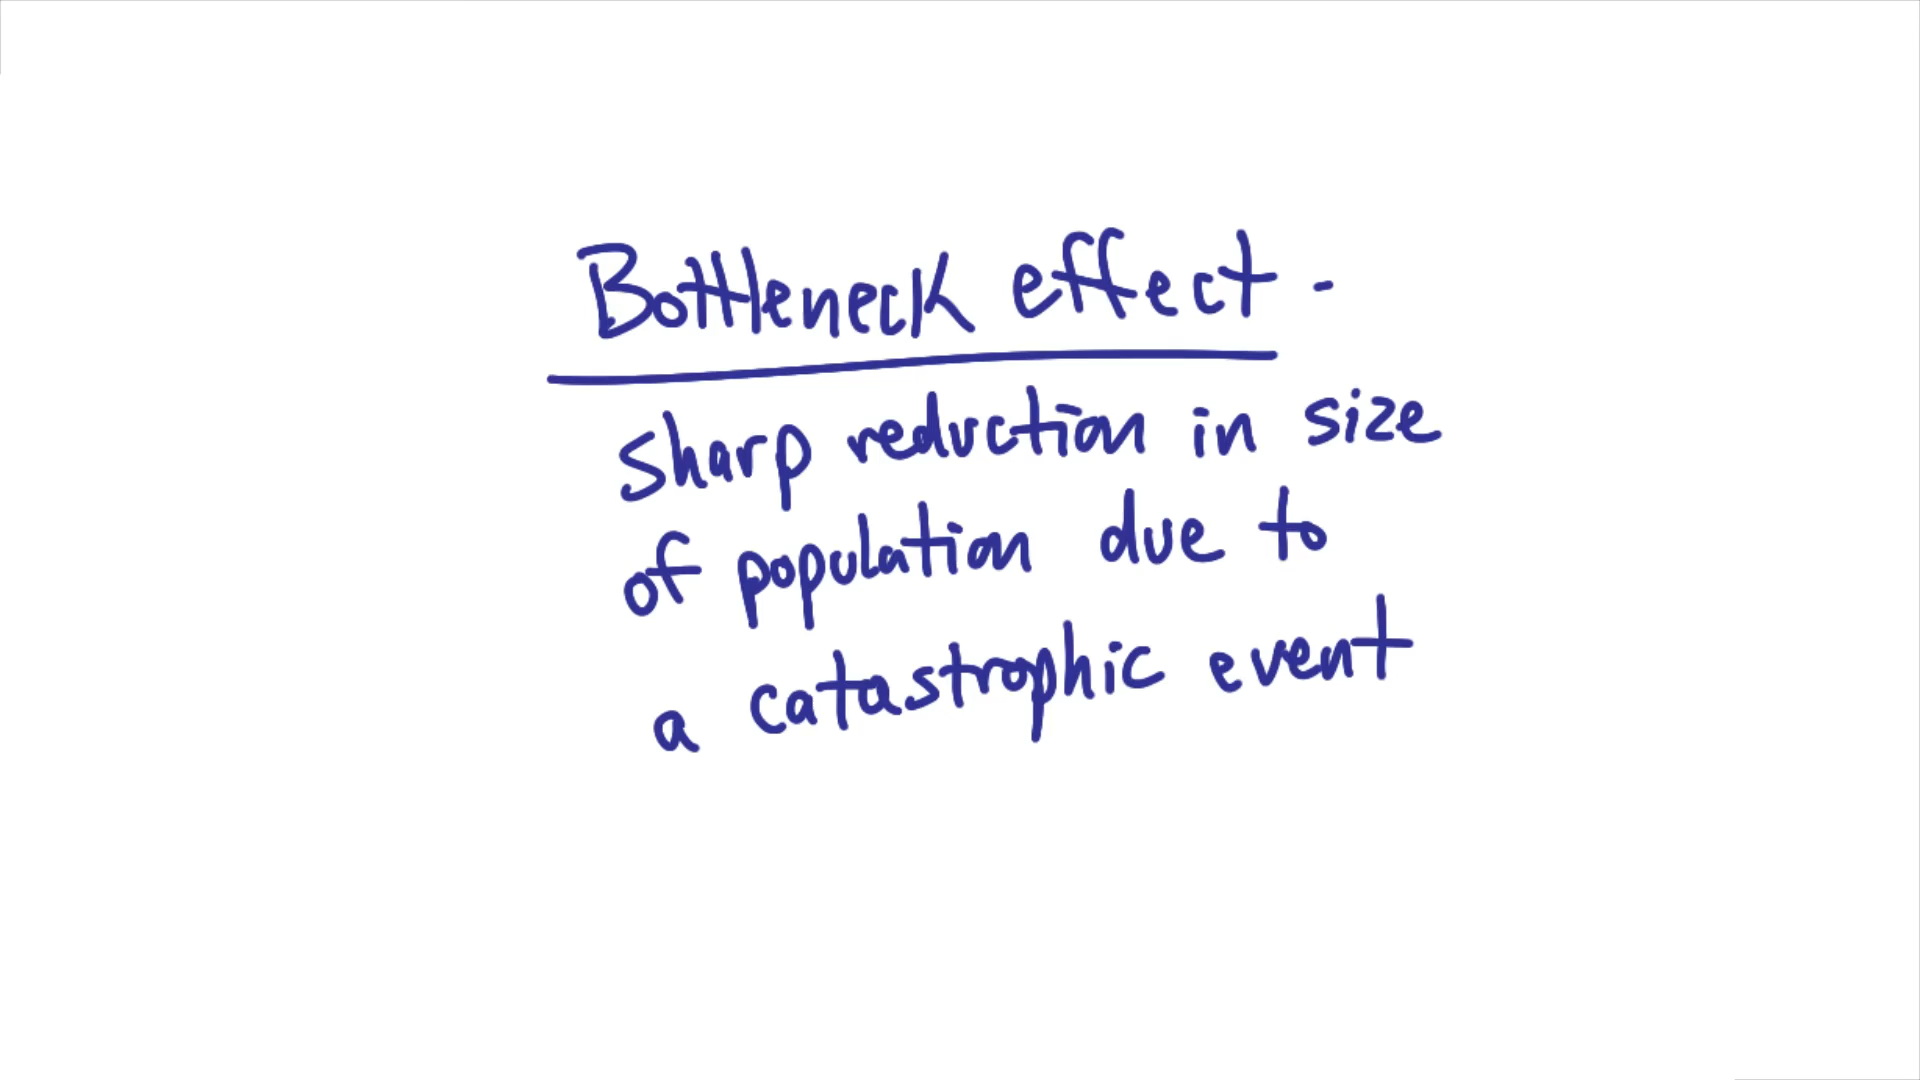 Bottleneck effect -
sharp reduction in size
of population due to
a catastrophic event